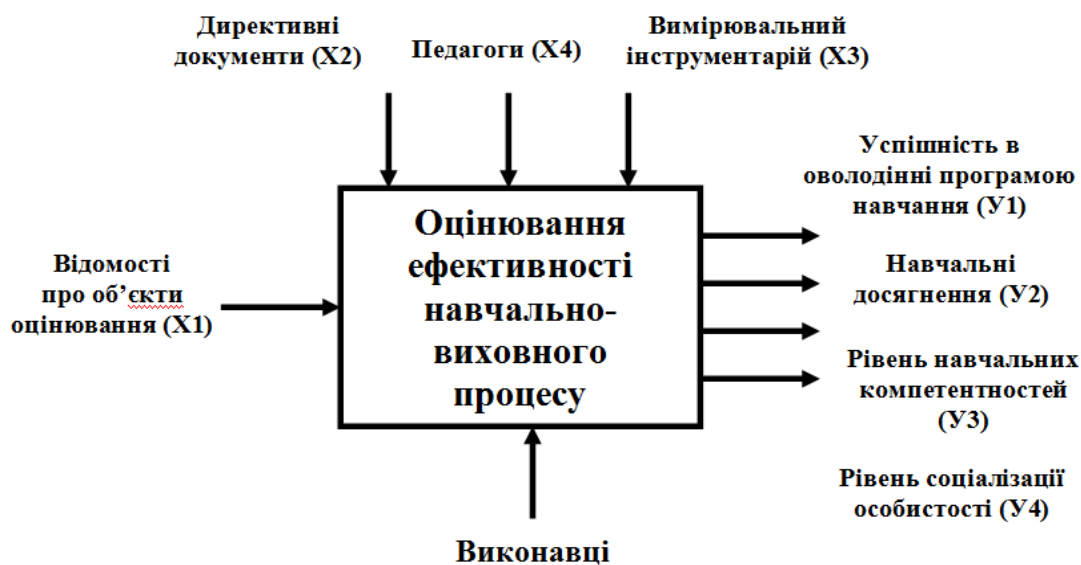 Директивні
документи (Х2)
Педагоги (Х4)
Вимірювальний
інструментарій (Х3)
Відомості
про об’єкти
оцінювання (Х1)
Оцінювання
ефективності
навчально-
виховного
процесу
Успішність в
оволодінні програмою
навчання (У1)
Навчальні
досягнення (У2)
Рівень навчальних
компетентностей
(У3)
Рівень соціалізації
особистості (У4)
Виконавці